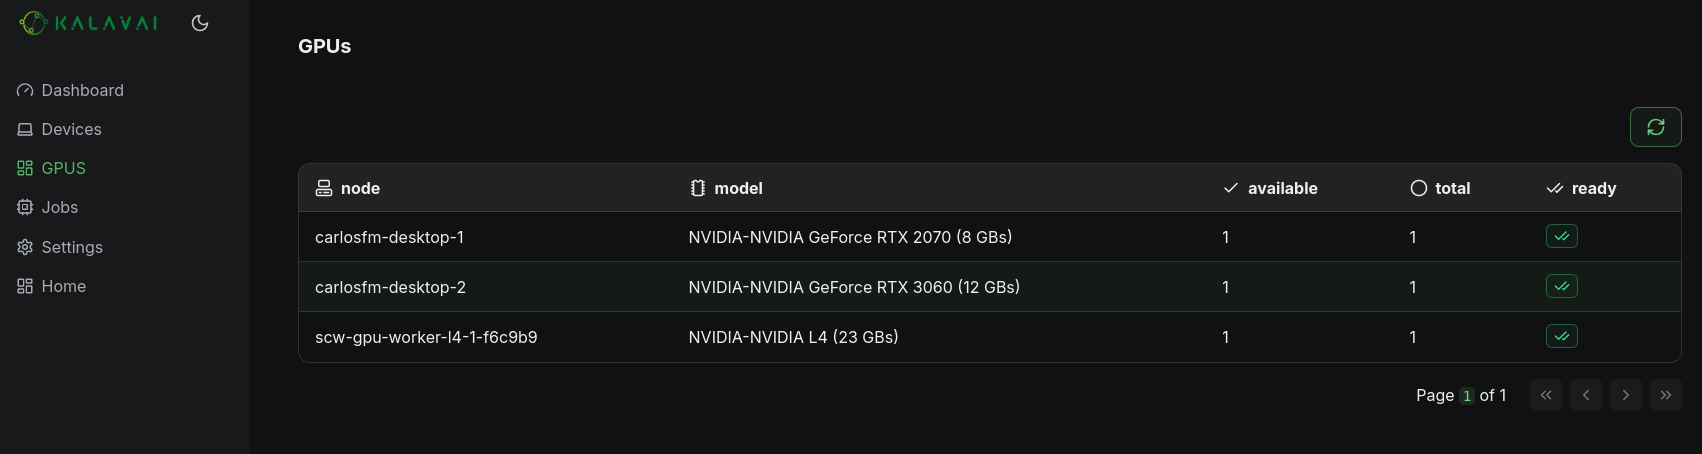 KALAVAI
Dashboard
Devices
GPUS
Jobs
Settings
Home
GPUs
node model available total ready
carlosfm-desktop-1 NVIDIA-NVIDIA GeForce RTX 2070 (8 GBs) 1 1
carlosfm-desktop-2 NVIDIA-NVIDIA GeForce RTX 3060 (12 GBs) 1 1
scw-gpu-worker-l4-1-f6c9b9 NVIDIA-NVIDIA L4 (23 GBs) 1 1
Page 1 of 1